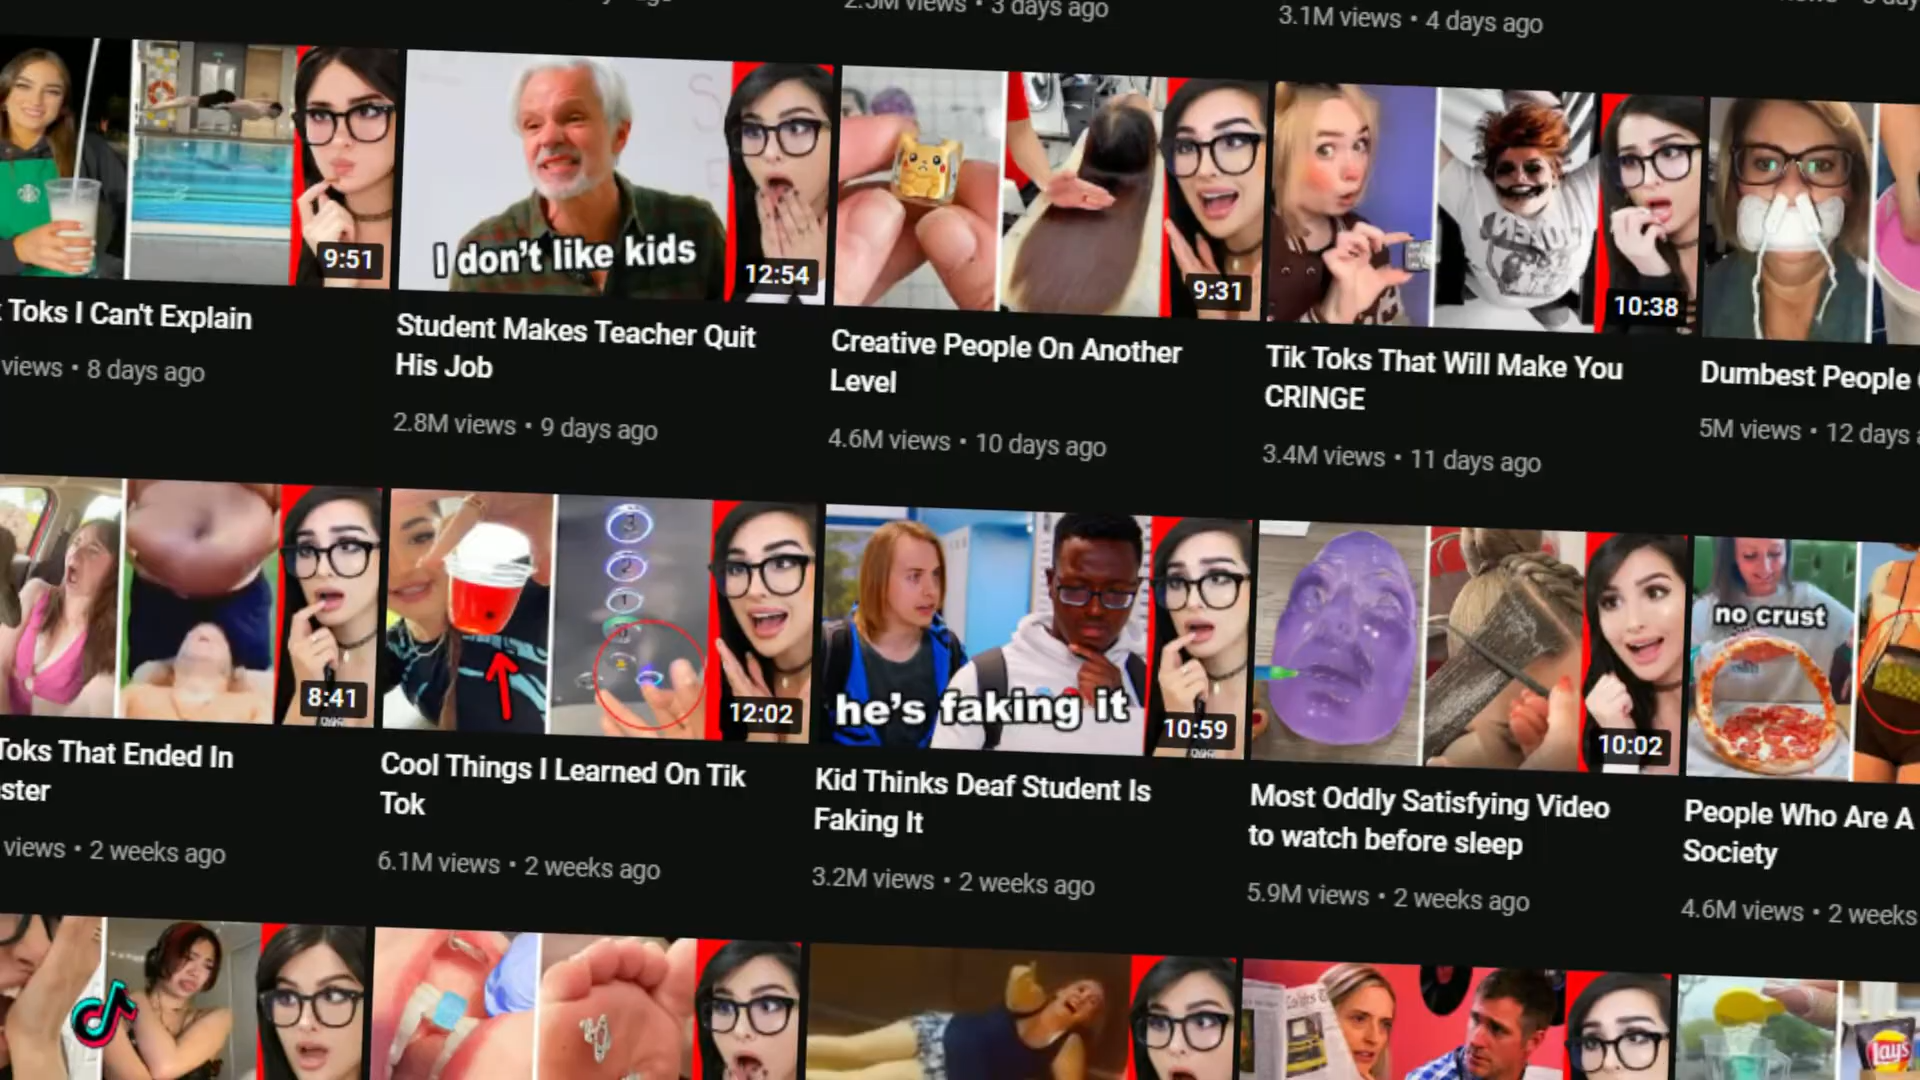 2.5M views • 3 days ago
3.1M views • 4 days ago
9:51
I don't like kids
12:54
9:31
10:38
Toks I Can't Explain
views • 8 days ago
Student Makes Teacher Quit
His Job
2.8M views • 9 days ago
Creative People On Another
Level
4.6M views • 10 days ago
Tik Toks That Will Make You
CRINGE
3.4M views • 11 days ago
Dumbest People
5M views • 12 days
8:41
12:02
he's faking it
10:59
10:02
no crust
Toks That Ended In
ster
views • 2 weeks ago
Cool Things I Learned On Tik
Tok
6.1M views • 2 weeks ago
Kid Thinks Deaf Student Is
Faking It
3.2M views • 2 weeks ago
Most Oddly Satisfying Video
to watch before sleep
5.9M views • 2 weeks ago
People Who Are A
Society
4.6M views • 2 weeks
Lays